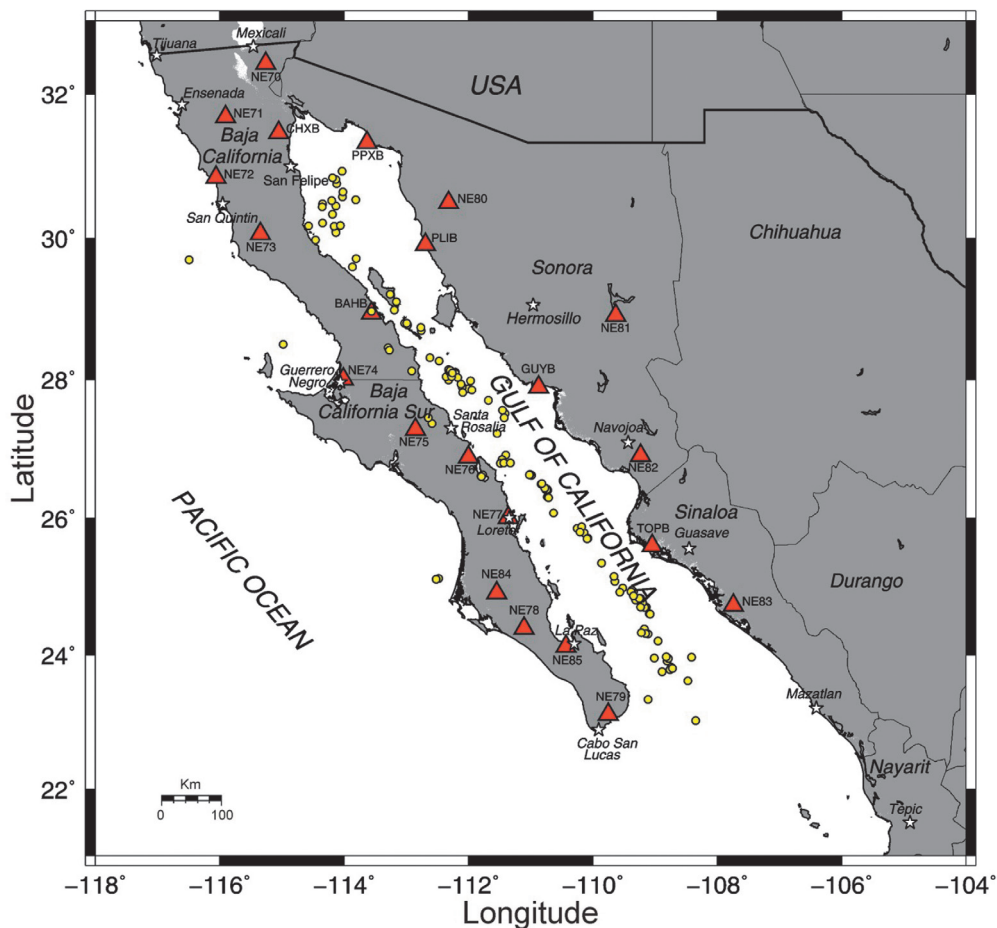 Tijuana
Mexicali
NE70
USA
32°
Ensenada
NE71
CHXB
Baja
California
PPXB
San Felipe
NE72
NE80
San Quintin
NE73
PLIB
Chihuahua
30°
Sonora
BAHB
Hermosillo
NE81
Guerrero
Negro
NE74
GUYB
28°
Baja
California Sur
GULF OF CALIFORNIA
Santa
Rosalia
NE75
Navojoa
NE76
NE82
Latitude
PACIFIC OCEAN
26°
NE77
Loreto
Sinaloa
TOPB
Guasave
Durango
NE84
NE83
NE78
24°
La Paz
NE85
NE79
Mazatlan
Cabo San
Lucas
Nayarit
22°
Km
0 100
Tepic
−118° −116° −114° −112° −110° −108° −106° −104°
Longitude